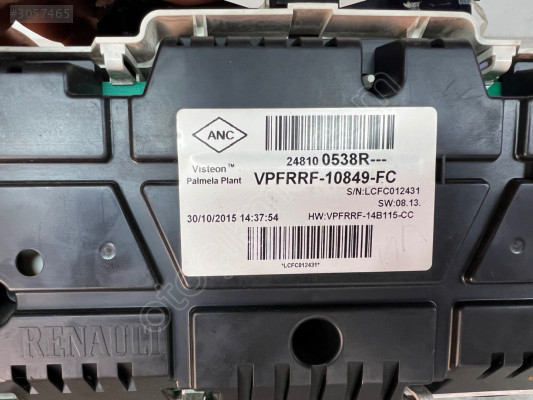 #3057465
ANC
Visteon™
Palmela Plant
24810 0538R---
VPFRRF-10849-FC
S/N:LCFC012431
SW:08.13.
30/10/2015 14:37:54
HW:VPFRRF-14B115-CC
*LCFC012431*
RENAULT